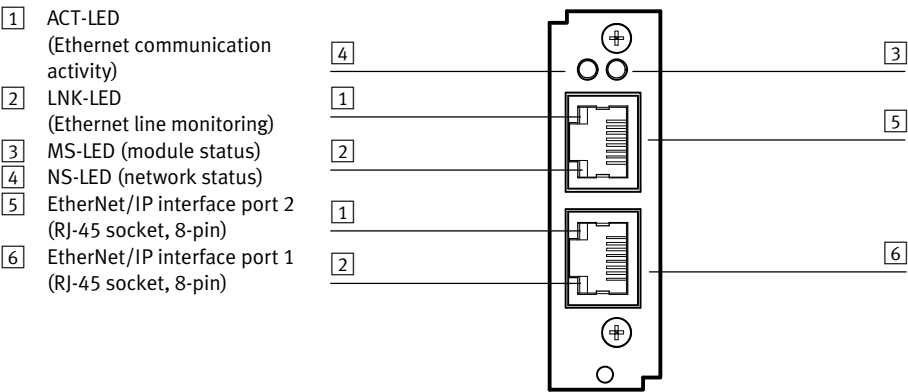 1 ACT-LED
(Ethernet communication
activity)
2 LNK-LED
(Ethernet line monitoring)
3 MS-LED (module status)
4 NS-LED (network status)
5 EtherNet/IP interface port 2
(RJ-45 socket, 8-pin)
6 EtherNet/IP interface port 1
(RJ-45 socket, 8-pin)
4
1
2
1
2
3
5
6